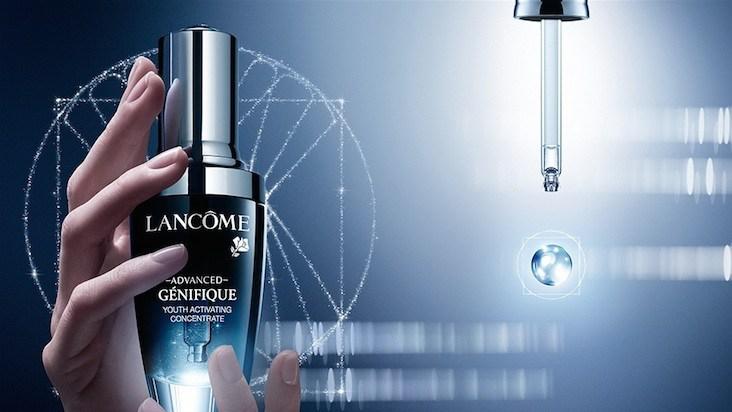 LANCÔME
-ADVANCED-
GÉNIFIQUE
YOUTH ACTIVATING
CONCENTRATE